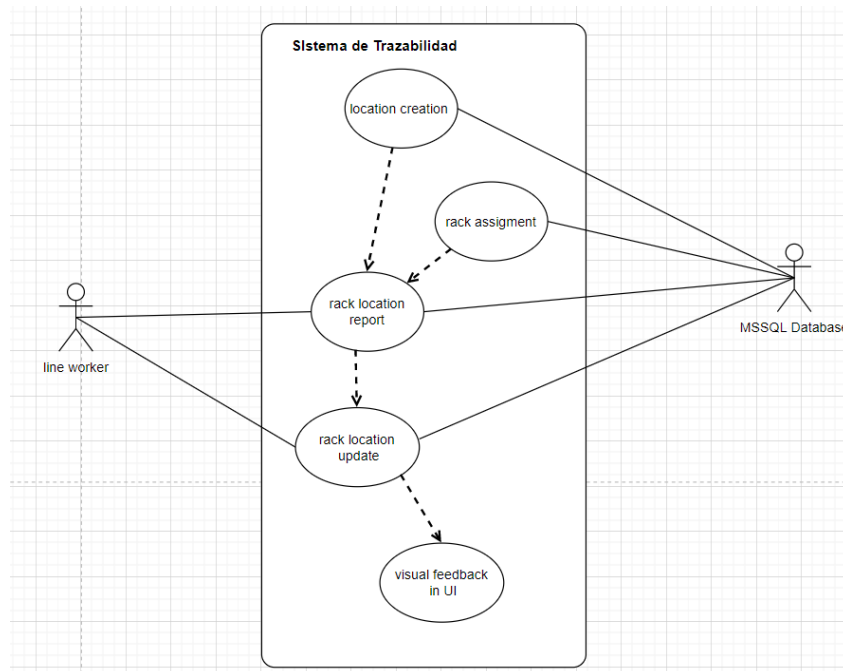 SIstema de Trazabilidad
location creation
rack assigment
rack location
report
line worker
MSSQL Database
rack location
update
visual feedback
in UI